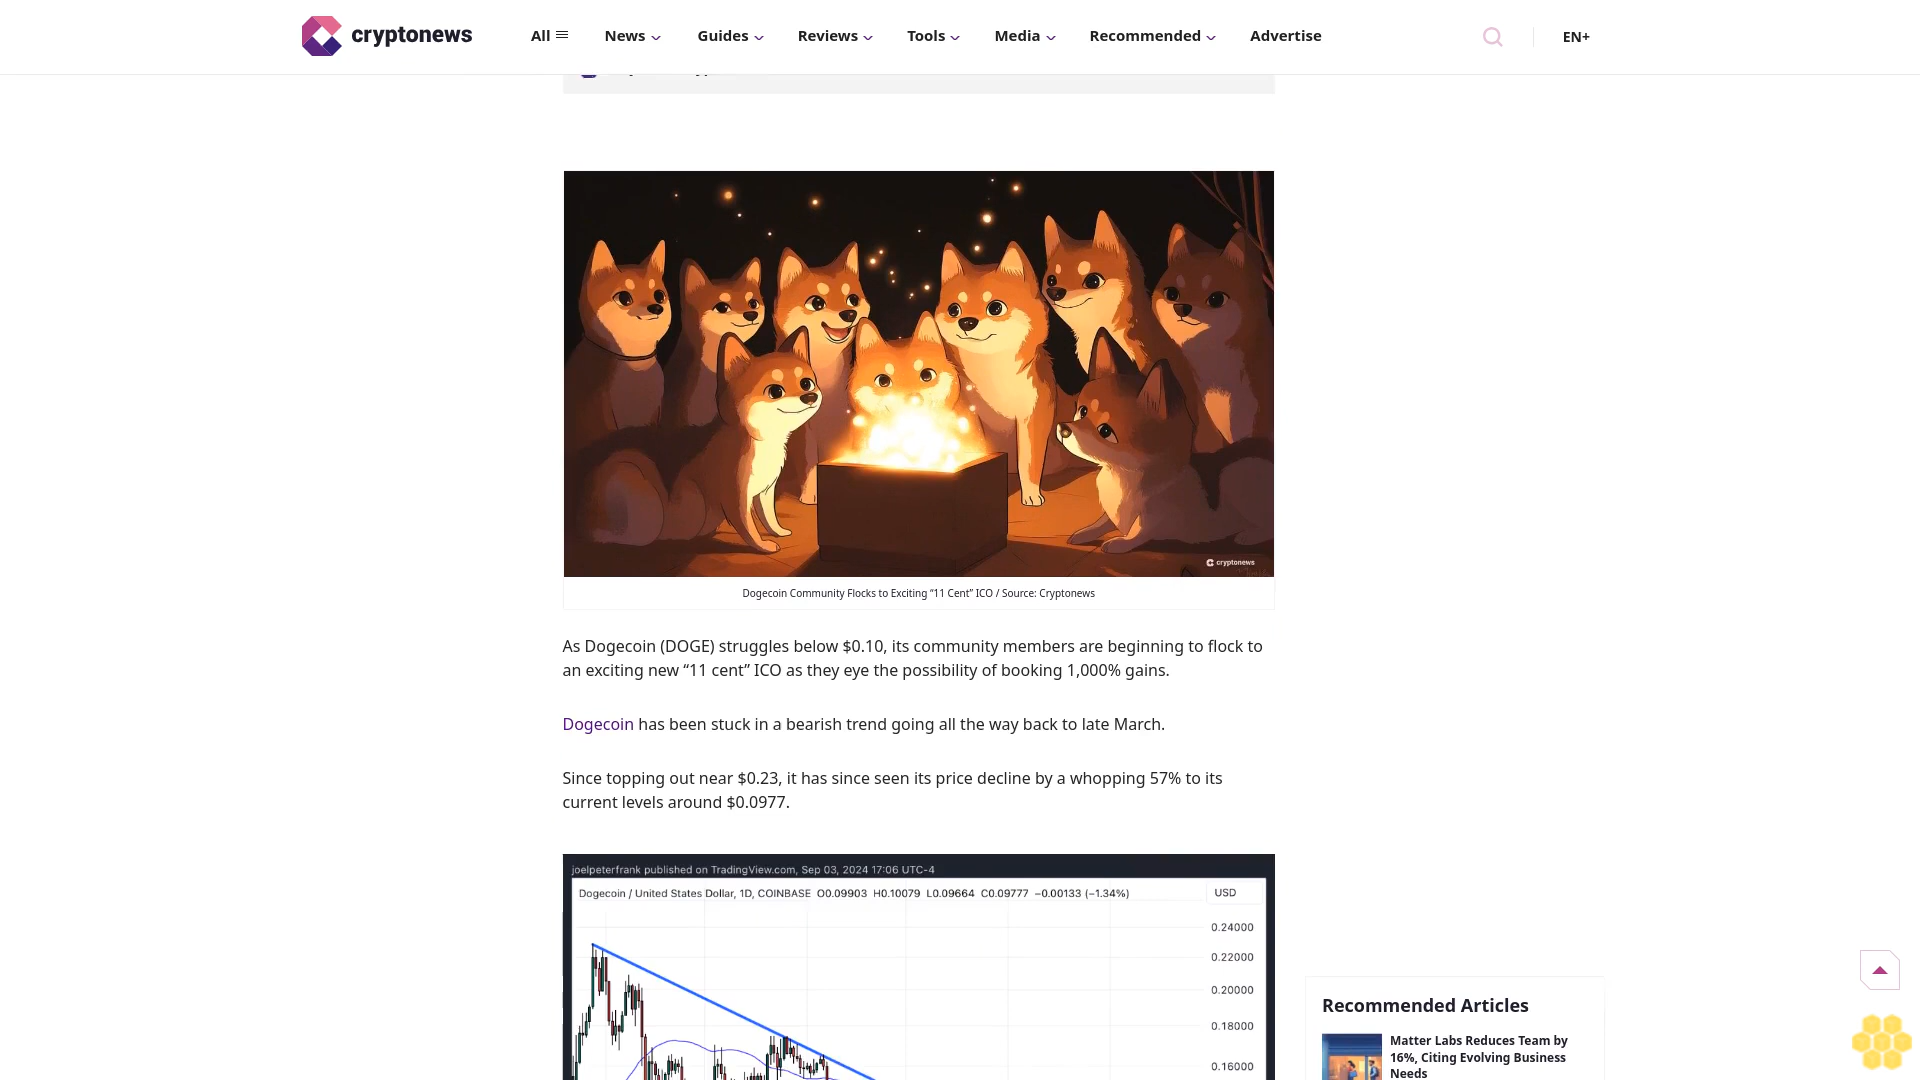 cryptonews
All
News
Guides
Reviews
Tools
Media
Recommended
Advertise
EN+
cryptonews
Dogecoin Community Flocks to Exciting “11 Cent” ICO / Source: Cryptonews
As Dogecoin (DOGE) struggles below $0.10, its community members are beginning to flock to
an exciting new “11 cent” ICO as they eye the possibility of booking 1,000% gains.
Dogecoin has been stuck in a bearish trend going all the way back to late March.
Since topping out near $0.23, it has since seen its price decline by a whopping 57% to its
current levels around $0.0977.
joelpeterfrank published on TradingView.com, Sep 03, 2024 17:06 UTC-4
Dogecoin / United States Dollar, 1D, COINBASE O0.09903 H0.10079 L0.09664 C0.09777 −0.00133 (−1.34%)
USD
0.24000
0.22000
0.20000
0.18000
0.16000
Recommended Articles
Matter Labs Reduces Team by
16%, Citing Evolving Business
Needs